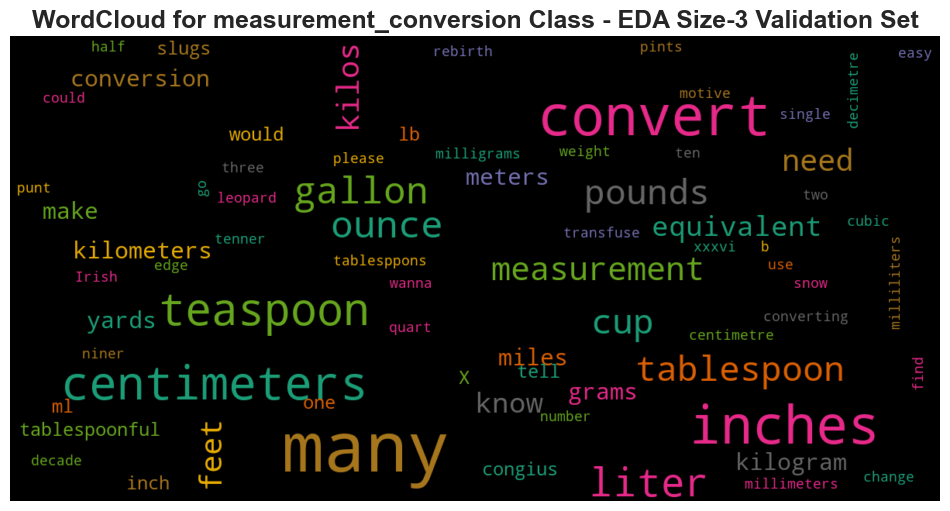 WordCloud for measurement_conversion Class - EDA Size-3 Validation Set
half slugs rebirth pints easy
conversion kilos motive decimetre
could convert single
would lb
three please milligrams weight ten need
punt go leopard gallon meters pounds two
make ounce transfuse equivalent cubic
kilometers tenner xxxvi b
edge tablesppons measurement use
Irish wanna snow milliliters
yards teaspoon quart cup converting
centimetre
niner miles tell tablespoon find
centimeters X grams
ml one know number
tablespoonful feet many inches
decade congius kilogram
inch liter millimeters change